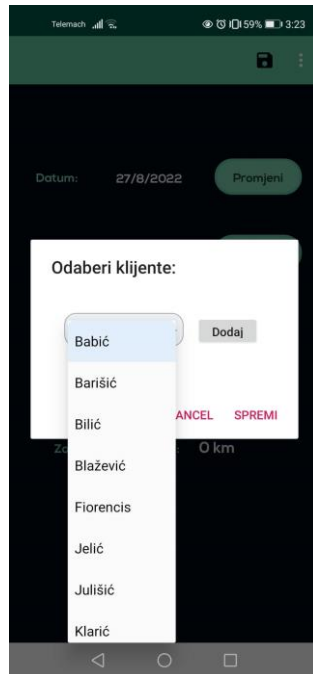 Telemach 59% 3:23
Datum: 27/8/2022 Promjeni
Odaberi klijente:
Dodaj
Babić
Barišić
Bilić
ANCEL SPREMI
0 km
Blažević
Fiorencis
Jelić
Julišić
Klarić